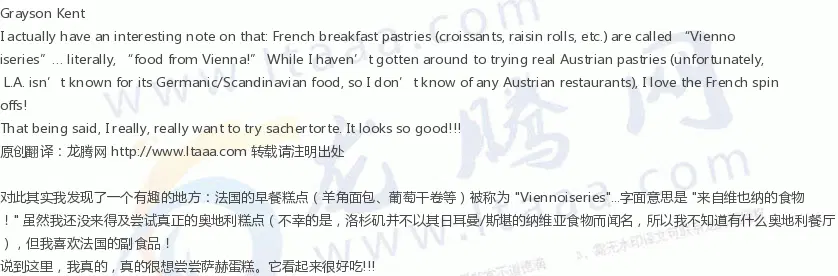 Grayson Kent
I actually have an interesting note on that: French breakfast pastries (croissants, raisin rolls, etc.) are called “Vienno
iseries”… literally, “food from Vienna!” While I haven’t gotten around to trying real Austrian pastries (unfortunately,
L.A. isn’t known for its Germanic/Scandinavian food, so I don’t know of any Austrian restaurants), I love the French spin
offs!
That being said, I really, really want to try sachertorte. It looks so good!!!
原创翻译：龙腾网 http://www.ltaaa.com 转载请注明出处
对此其实我发现了一个有趣的地方：法国的早餐糕点（羊角面包、葡萄干卷等）被称为 "Viennoiseries"...字面意思是 "来自维也纳的食物
！" 虽然我还没来得及尝试真正的奥地利糕点（不幸的是，洛杉矶并不以其日耳曼/斯堪的纳维亚食物而闻名，所以我不知道有什么奥地利餐厅
），但我喜欢法国的副食品！
说到这里，我真的，真的很想尝尝萨赫蛋糕。它看起来很好吃!!!
www.ltaaa.com
龙腾网